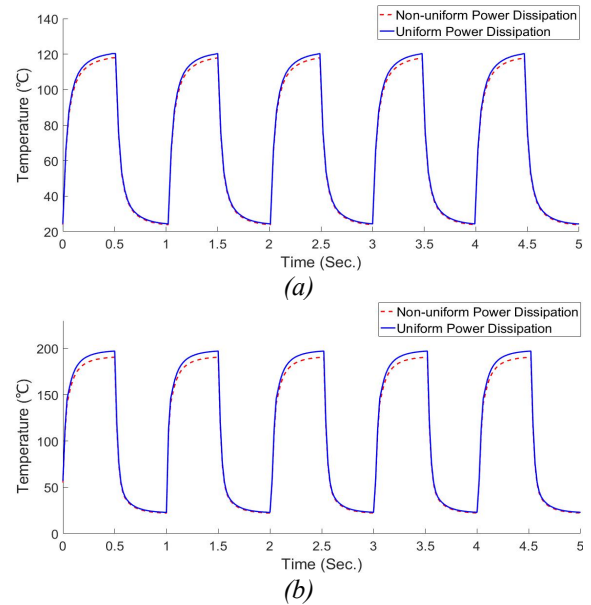 Non-uniform Power Dissipation
Uniform Power Dissipation
140
120
100
80
60
40
20
Temperature (℃)
0 0.5 1 1.5 2 2.5 3 3.5 4 4.5 5
Time (Sec.)
(a)
Non-uniform Power Dissipation
Uniform Power Dissipation
200
150
100
50
0
Temperature (℃)
0 0.5 1 1.5 2 2.5 3 3.5 4 4.5 5
Time (Sec.)
(b)